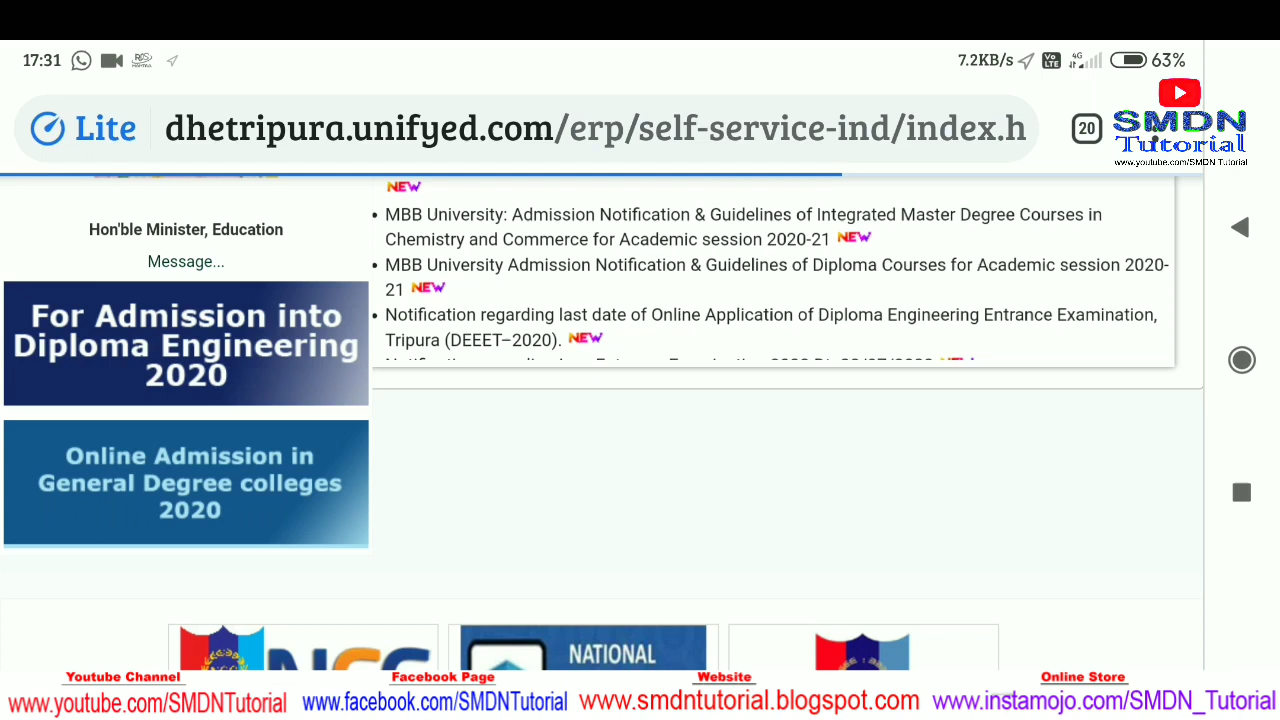 17:31
7.2KB/s
Vo LTE
4G
63%
Lite
dhetripura.unifyed.com/erp/self-service-ind/index.h
20
SMDN
Tutorial
www.youtube.com/SMDN Tutorial
NEW
• MBB University: Admission Notification & Guidelines of Integrated Master Degree Courses in
Chemistry and Commerce for Academic session 2020-21 NEW
• MBB University Admission Notification & Guidelines of Diploma Courses for Academic session 2020-
21 NEW
• Notification regarding last date of Online Application of Diploma Engineering Entrance Examination,
Tripura (DEEET–2020). NEW
Hon'ble Minister, Education
Message...
For Admission into
Diploma Engineering
2020
Online Admission in
General Degree colleges
2020
NATIONAL
Youtube Channel
Facebook Page
Website
Online Store
www.youtube.com/SMDNTutorial
www.facebook.com/SMDNTutorial
www.smdntutorial.blogspot.com
www.instamojo.com/SMDN_Tutorial